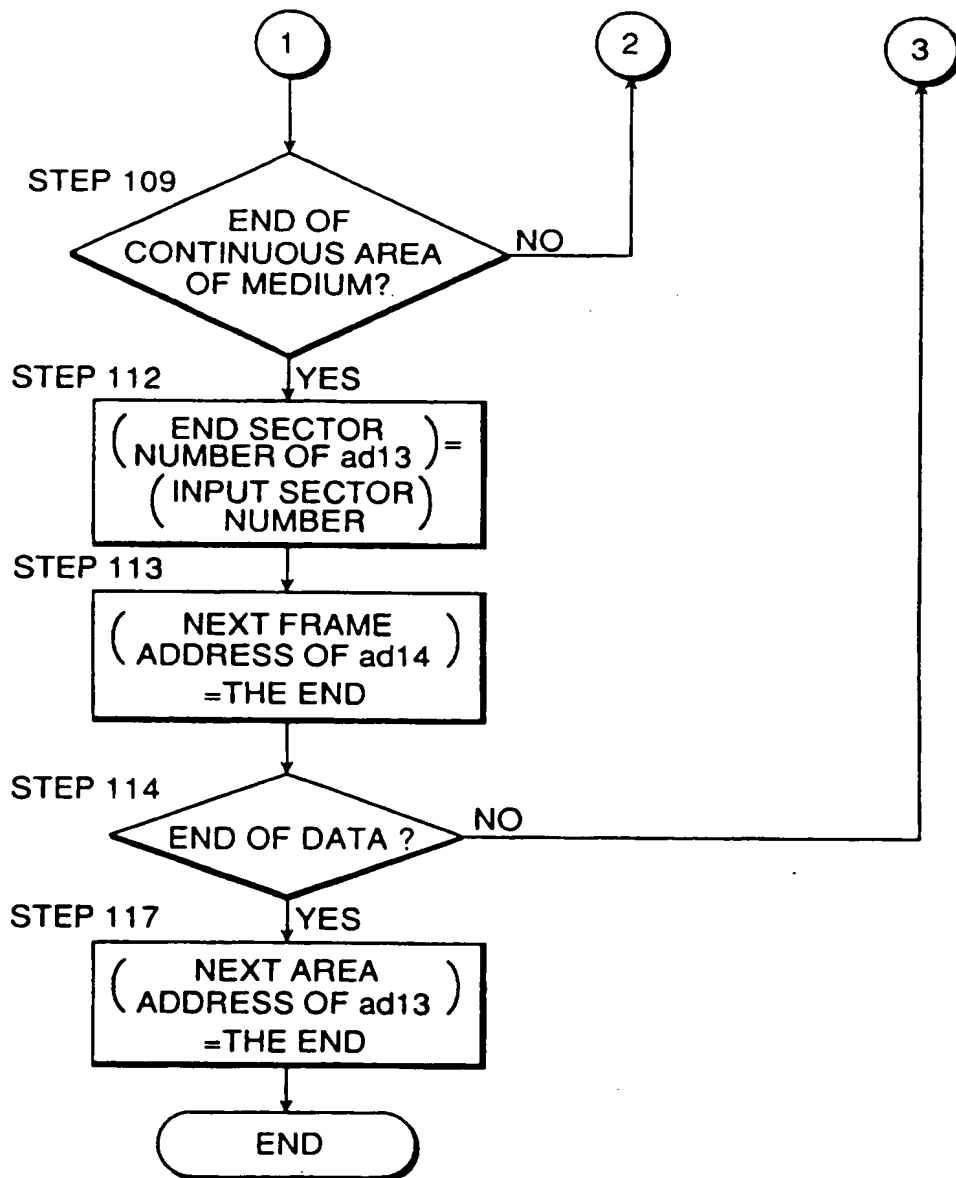 1
2
3
STEP 109
END OF
CONTINUOUS AREA
OF MEDIUM?
NO
STEP 112
YES
(END SECTOR
NUMBER OF ad13)=
(INPUT SECTOR
NUMBER)
STEP 113
(NEXT FRAME
ADDRESS OF ad14)
=THE END
STEP 114
END OF DATA ?
NO
STEP 117
YES
(NEXT AREA
ADDRESS OF ad13)
=THE END
END